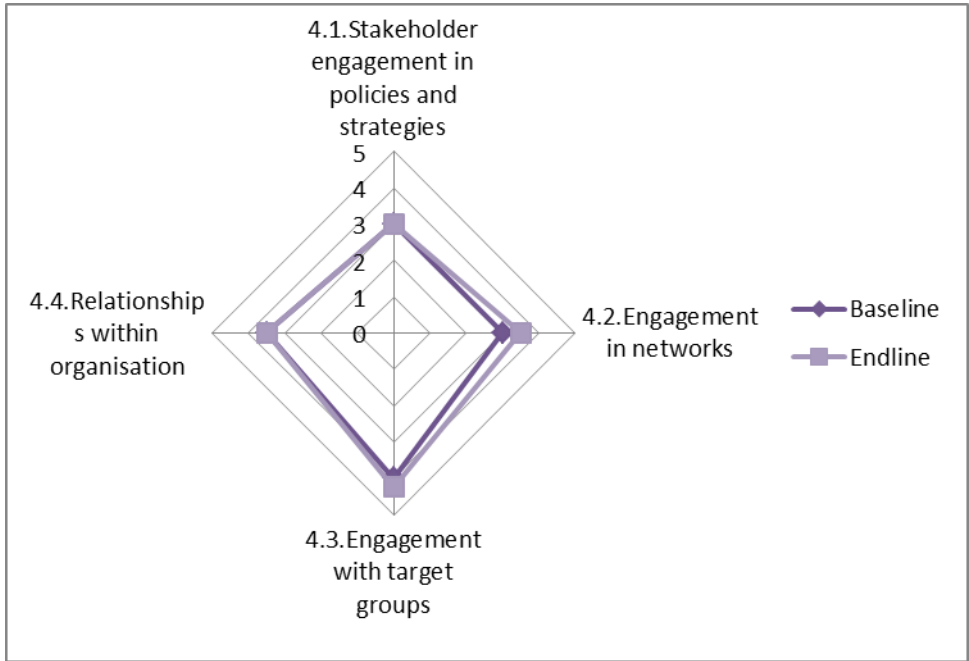 4.1.Stakeholder
engagement in
policies and
strategies
5
4
3
2
1
0
4.4.Relationship
s within
organisation
4.2.Engagement
in networks
Baseline
Endline
4.3.Engagement
with target
groups